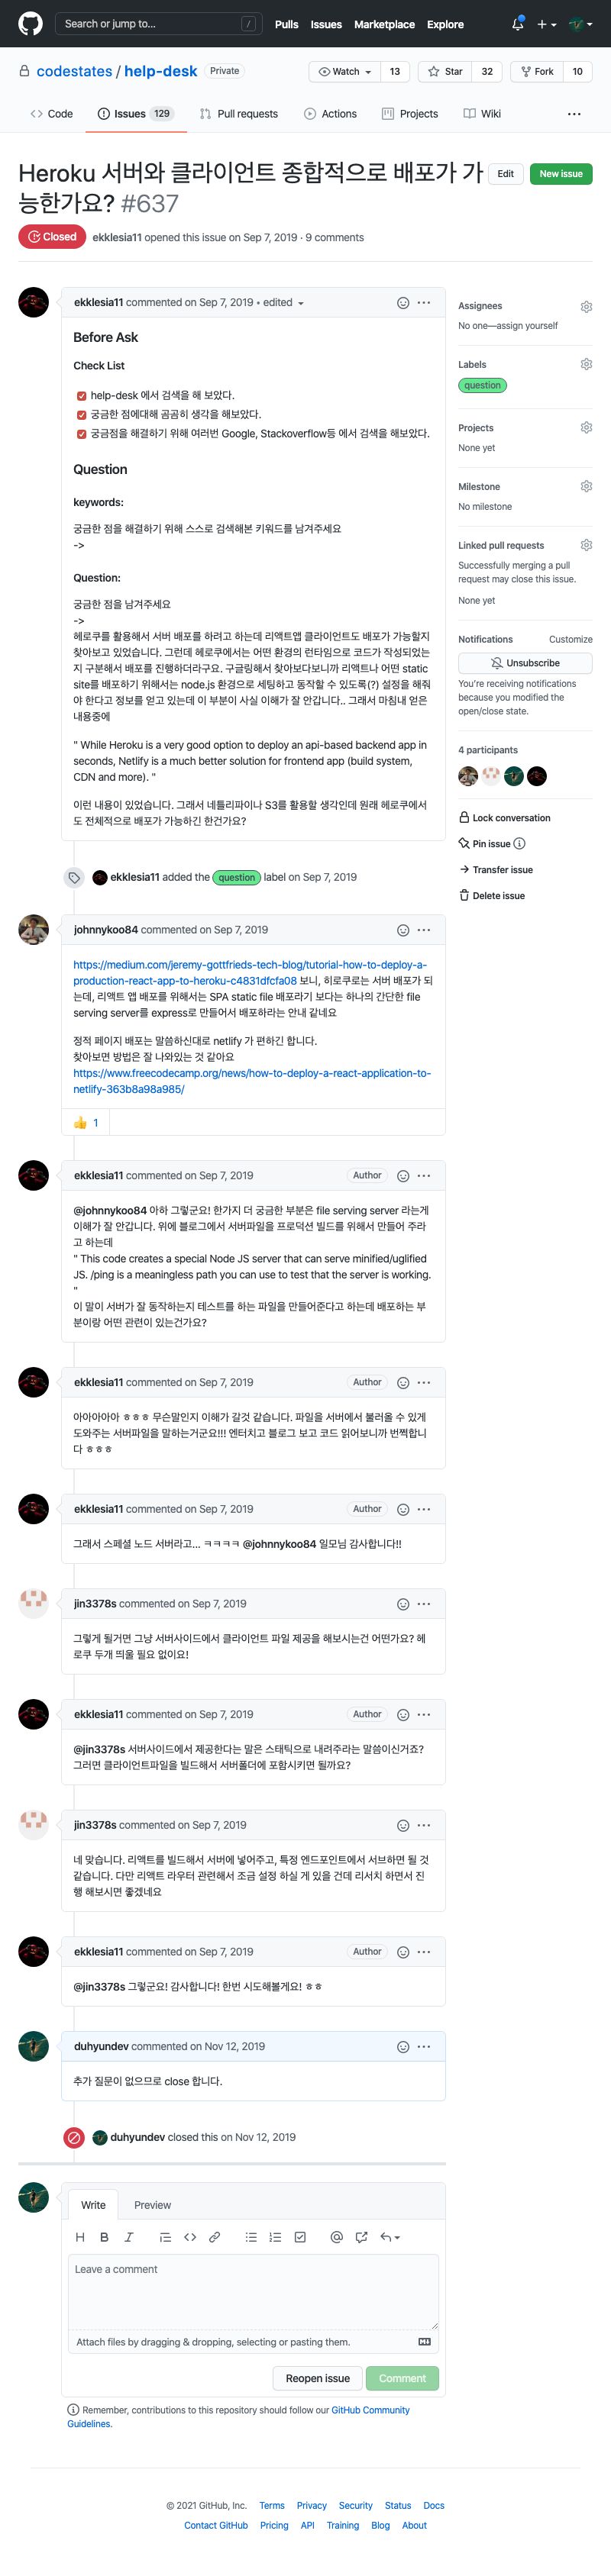 Search or jump to...
/
Pulls Issues Marketplace Explore
codestates / help-desk Private
Watch 13
Star 32
Fork 10
Code
Issues 129
Pull requests
Actions
Projects
Wiki
Heroku 서버와 클라이언트 종합적으로 배포가 가
능한가요? #637
Edit
New issue
Closed
ekklesia11 opened this issue on Sep 7, 2019 · 9 comments
ekklesia11 commented on Sep 7, 2019 • edited
Before Ask
Check List
help-desk 에서 검색을 해 보았다.
궁금한 점에대해 곰곰히 생각을 해보았다.
궁금점을 해결하기 위해 여러번 Google, Stackoverflow등 에서 검색을 해보았다.
Question
keywords:
궁금한 점을 해결하기 위해 스스로 검색해본 키워드를 남겨주세요
->
Question:
궁금한 점을 남겨주세요
->
헤로쿠를 활용해서 서버 배포를 하려고 하는데 리액트앱 클라이언트도 배포가 가능할지
찾아보고 있었습니다. 그런데 헤로쿠에서는 어떤 환경의 런타임으로 코드가 작성되었는
지 구분해서 배포를 진행하더라구요. 구글링해서 찾아보다보니까 리액트나 어떤 static
site를 배포하기 위해서는 node.js 환경으로 세팅하고 동작할 수 있도록(?) 설정을 해줘
야 한다고 정보를 얻고 있는데 이 부분이 사실 이해가 잘 안갑니다.. 그래서 마침내 얻은
내용중에
" While Heroku is a very good option to deploy an api-based backend app in
seconds, Netlify is a much better solution for frontend app (build system,
CDN and more). "
이런 내용이 있었습니다. 그래서 네틀리파이나 S3를 활용할 생각인데 원래 헤로쿠에서
도 전체적으로 배포가 가능하긴 한건가요?
ekklesia11 added the question label on Sep 7, 2019
johnnykoo84 commented on Sep 7, 2019
https://medium.com/jeremy-gottfrieds-tech-blog/tutorial-how-to-deploy-a-
production-react-app-to-heroku-c4831dfcfa08 보니, 히로쿠로는 서버 배포가 되
는데, 리액트 앱 배포를 위해서는 SPA static file 배포라기 보다는 하나의 간단한 file
serving server를 express로 만들어서 배포하라는 안내 같네요
정적 페이지 배포는 말씀하신대로 netlify 가 편하긴 합니다.
찾아보면 방법은 잘 나와있는 것 같아요
https://www.freecodecamp.org/news/how-to-deploy-a-react-application-to-
netlify-363b8a98a985/
👍 1
ekklesia11 commented on Sep 7, 2019 Author
@johnnykoo84 아하 그렇군요! 한가지 더 궁금한 부분은 file serving server 라는게
이해가 잘 안갑니다. 위에 블로그에서 서버파일을 프로덕션 빌드를 위해서 만들어 주라
고 하는데
" This code creates a special Node JS server that can serve minified/uglified
JS. /ping is a meaningless path you can use to test that the server is working.
"
이 말이 서버가 잘 동작하는지 테스트를 하는 파일을 만들어준다고 하는데 배포하는 부
분이랑 어떤 관련이 있는건가요?
ekklesia11 commented on Sep 7, 2019 Author
아아아아아 ㅎㅎㅎ 무슨말인지 이해가 갈것 같습니다. 파일을 서버에서 불러올 수 있게
도와주는 서버파일을 말하는거군요!!! 엔터치고 블로그 보고 코드 읽어보니까 번쩍합니
다 ㅎㅎㅎ
ekklesia11 commented on Sep 7, 2019 Author
그래서 스페셜 노드 서버라고... ㅋㅋㅋㅋ @johnnykoo84 일모님 감사합니다!!
jin3378s commented on Sep 7, 2019
그렇게 될거면 그냥 서버사이드에서 클라이언트 파일 제공을 해보시는건 어떤가요? 헤
로쿠 두개 띄울 필요 없이요!
ekklesia11 commented on Sep 7, 2019 Author
@jin3378s 서버사이드에서 제공한다는 말은 스태틱으로 내려주라는 말씀이신거죠?
그러면 클라이언트파일을 빌드해서 서버폴더에 포함시키면 될까요?
jin3378s commented on Sep 7, 2019
네 맞습니다. 리액트를 빌드해서 서버에 넣어주고, 특정 엔드포인트에서 서브하면 될 것
같습니다. 다만 리액트 라우터 관련해서 조금 설정 하실 게 있을 건데 리서치 하면서 진
행 해보시면 좋겠네요
ekklesia11 commented on Sep 7, 2019 Author
@jin3378s 그렇군요! 감사합니다! 한번 시도해볼게요! ㅎㅎ
duhyundev commented on Nov 12, 2019
추가 질문이 없으므로 close 합니다.
duhyundev closed this on Nov 12, 2019
Write Preview
Leave a comment
Attach files by dragging & dropping, selecting or pasting them.
Reopen issue
Comment
Remember, contributions to this repository should follow our GitHub Community
Guidelines.
Assignees
No one—assign yourself
Labels
question
Projects
None yet
Milestone
No milestone
Linked pull requests
Successfully merging a pull
request may close this issue.
None yet
Notifications Customize
Unsubscribe
You're receiving notifications
because you modified the
open/close state.
4 participants
Lock conversation
Pin issue
Transfer issue
Delete issue
© 2021 GitHub, Inc. Terms Privacy Security Status Docs
Contact GitHub Pricing API Training Blog About